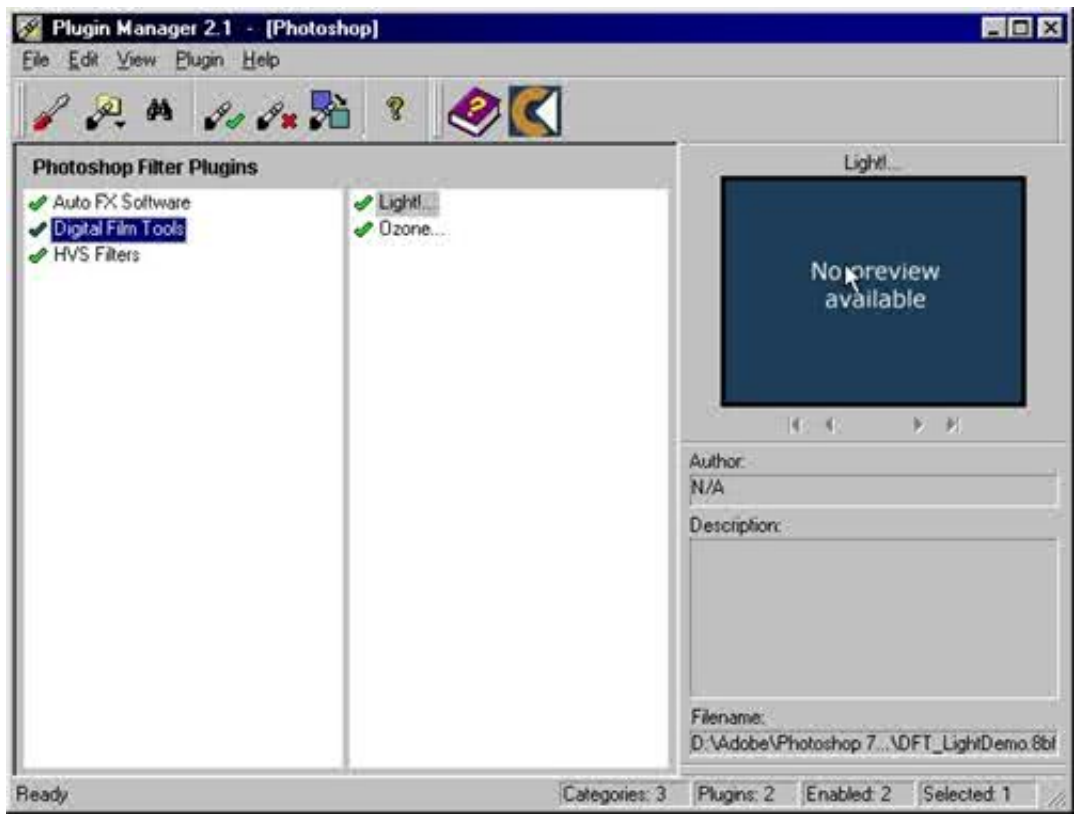 Plugin Manager 2.1 - [Photoshop]
File Edit View Plugin Help
Photoshop Filter Plugins
Auto FX Software
Digital Film Tools
HVS Filters
Light!...
Ozone...
Light!...
No preview
available
Author:
N/A
Description:
Filename:
D:\Adobe\Photoshop 7...\DFT_LightDemo.8bf
Ready
Categories: 3
Plugins: 2
Enabled: 2
Selected: 1